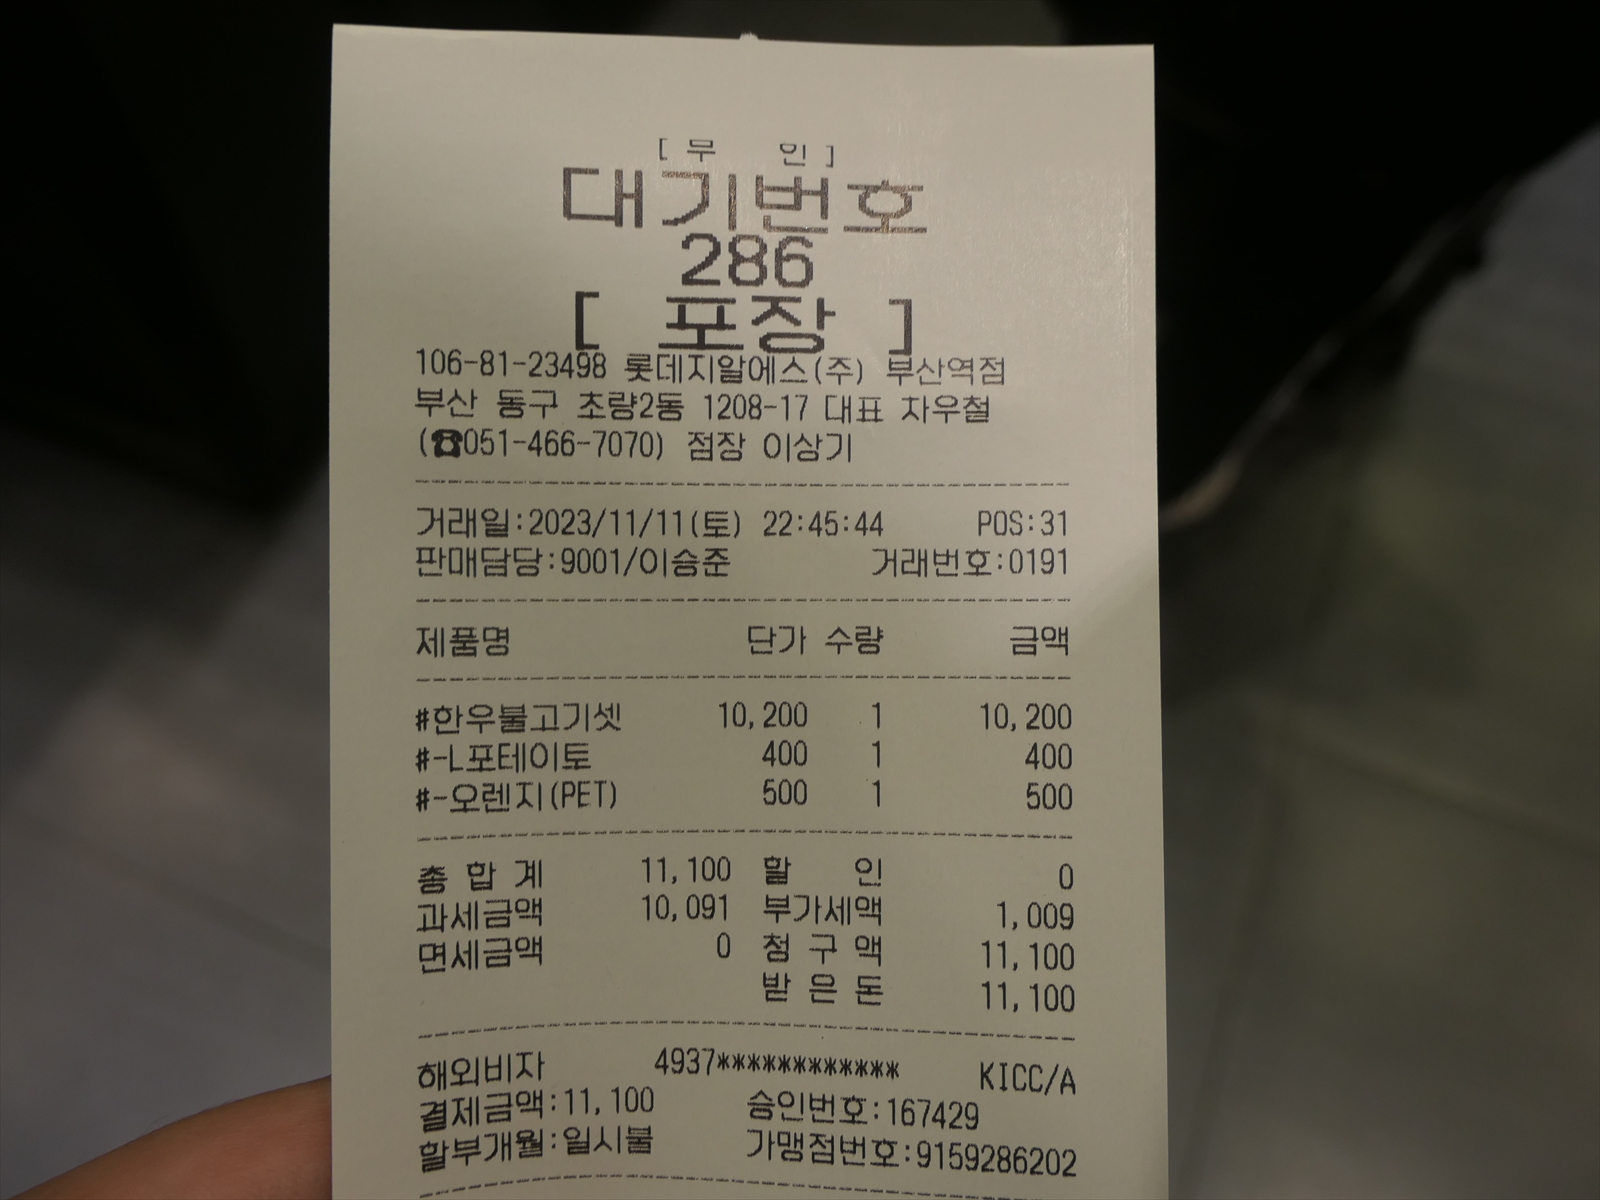 [ 무 인 ]
대기번호
286
[ 포장 ]
106-81-23498 롯데지알에스(주) 부산역점
부산 동구 초량2동 1208-17 대표 차우철
(☎051-466-7070) 점장 이상기
거래일:2023/11/11(토) 22:45:44 POS:31
판매담당:9001/이승준 거래번호:0191
제품명 단가 수량 금액
#한우불고기셋 10,200 1 10,200
#-L포테이토 400 1 400
#-오렌지(PET) 500 1 500
총 합 계 11,100 할 인 0
과세금액 10,091 부가세액 1,009
면세금액 0 청 구 액 11,100
받 은 돈 11,100
해외비자 4937************ KICC/A
결제금액:11,100 승인번호:167429
할부개월:일시불 가맹점번호:9159286202